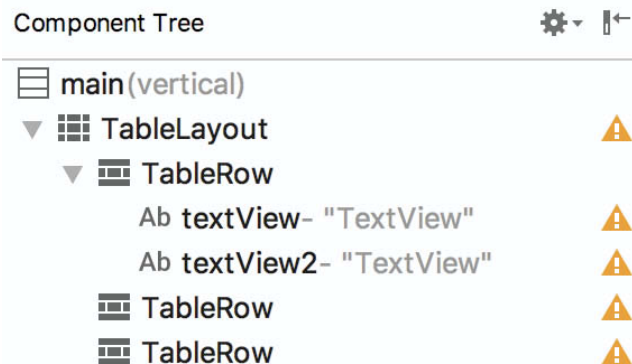 Component Tree
main(vertical)
TableLayout
TableRow
Ab textView- "TextView"
Ab textView2- "TextView"
TableRow
TableRow